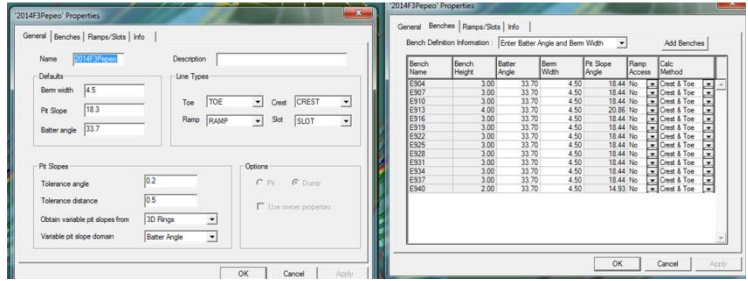 '2014F3Pepeo' Properties
General Benches Ramps/Slots Info
Name 2014F3Pepeo Description
Defaults
Berm width 4.5
Pit Slope 18.3
Batter angle 33.7
Line Types
Toe TOE Crest CREST
Ramp RAMP Slot SLOT
Pit Slopes
Tolerance angle 0.2
Tolerance distance 0.5
Obtain variable pit slopes from 3D Rings
Variable pit slope domain Batter Angle
Options
Pit Dump
Use owner properties
OK Cancel Apply
'2014F3Pepeo' Properties
General Benches Ramps/Slots Info
Bench Definition Information : Enter Batter Angle and Berm Width Add Benches
Bench Name Bench Height Batter Angle Berm Width Pit Slope Angle Ramp Access Calc Method
E904 3.00 33.70 4.50 18.44 No Crest & Toe
E907 3.00 33.70 4.50 18.44 No Crest & Toe
E910 3.00 33.70 4.50 18.44 No Crest & Toe
E913 4.00 33.70 4.50 20.86 No Crest & Toe
E916 3.00 33.70 4.50 18.44 No Crest & Toe
E919 3.00 33.70 4.50 18.44 No Crest & Toe
E922 3.00 33.70 4.50 18.44 No Crest & Toe
E925 3.00 33.70 4.50 18.44 No Crest & Toe
E928 3.00 33.70 4.50 18.44 No Crest & Toe
E931 3.00 33.70 4.50 18.44 No Crest & Toe
E934 3.00 33.70 4.50 18.44 No Crest & Toe
E937 3.00 33.70 4.50 18.44 No Crest & Toe
E940 2.00 33.70 4.50 14.93 No Crest & Toe
OK Cancel Apply